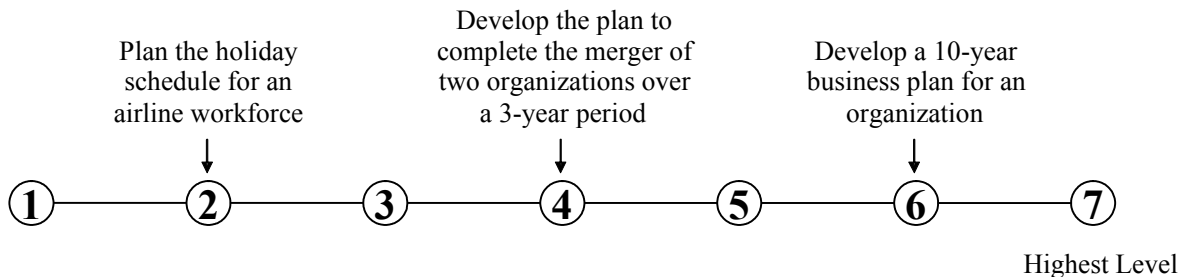 Plan the holiday
schedule for an
airline workforce
Develop the plan to
complete the merger of
two organizations over
a 3-year period
Develop a 10-year
business plan for an
organization
1 2 3 4 5 6 7
Highest Level